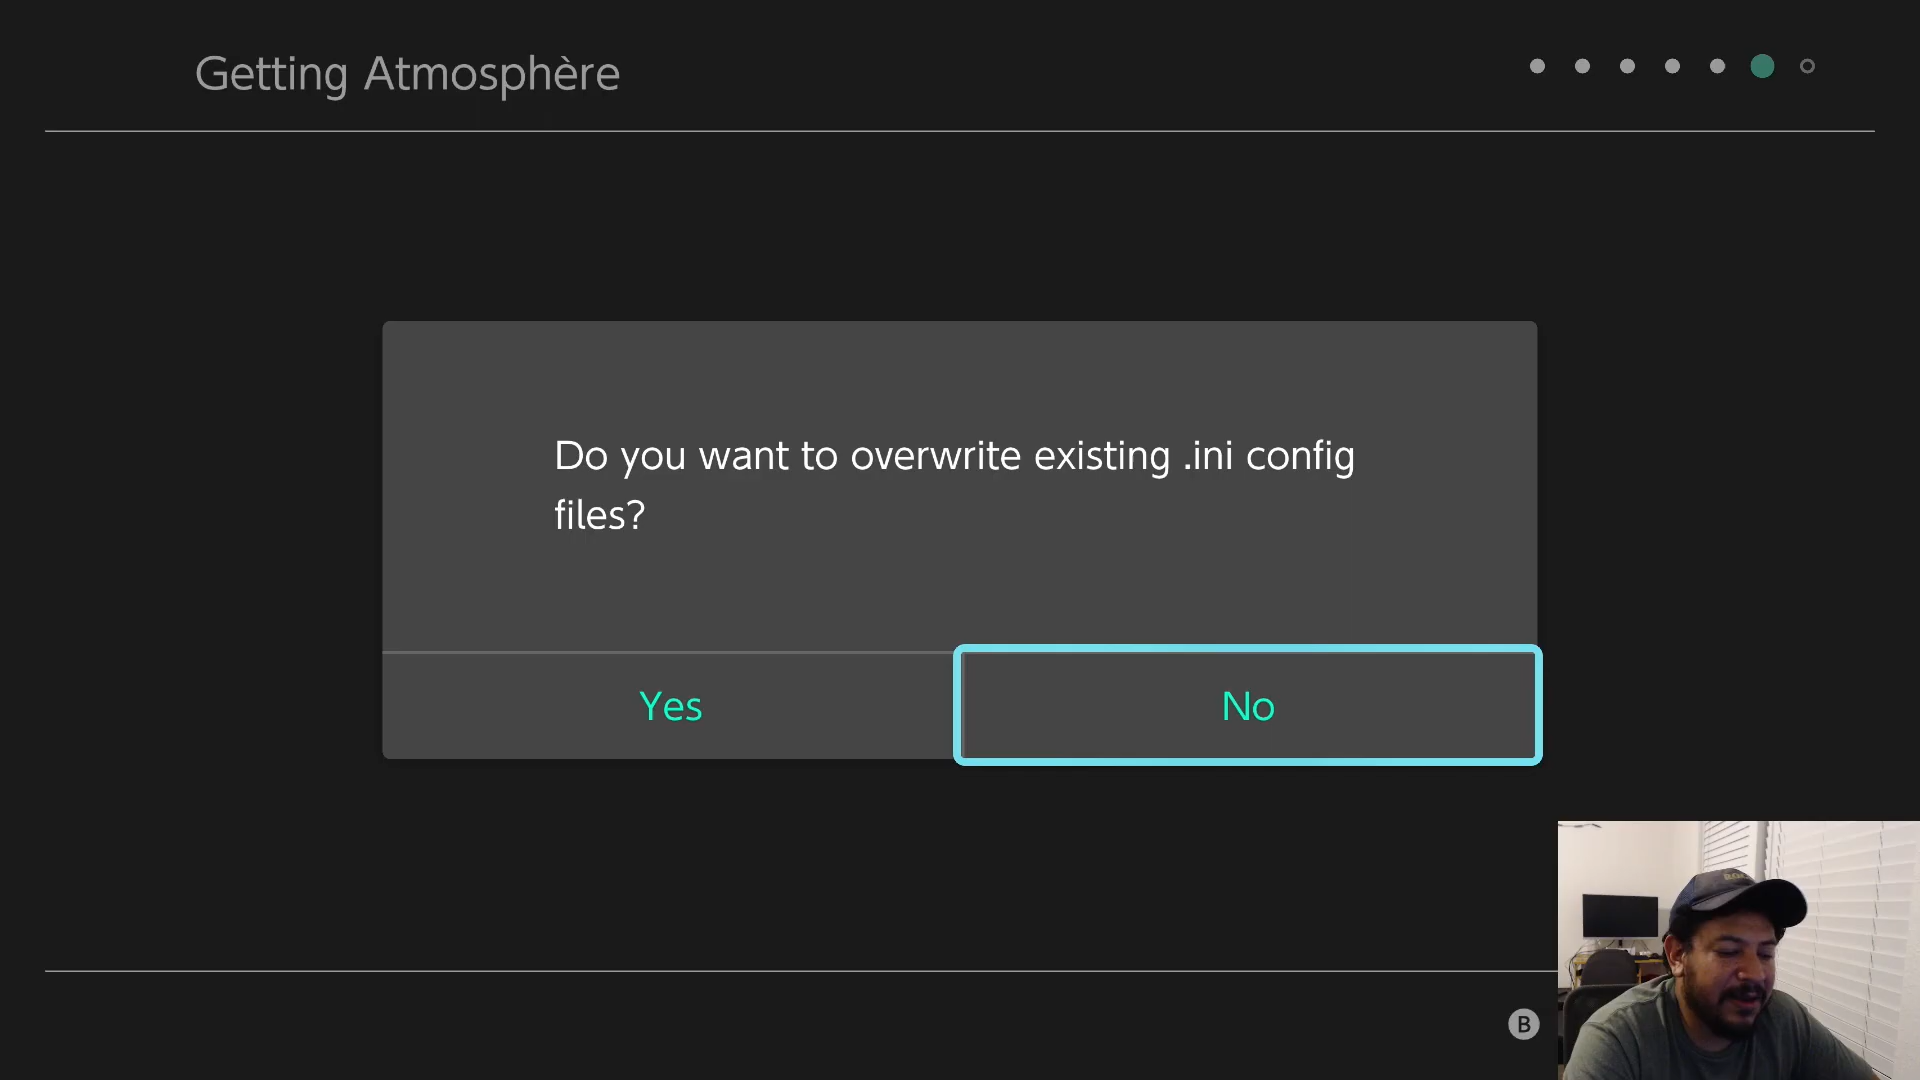 Getting Atmosphère
Do you want to overwrite existing .ini config
files?
Yes
No
B